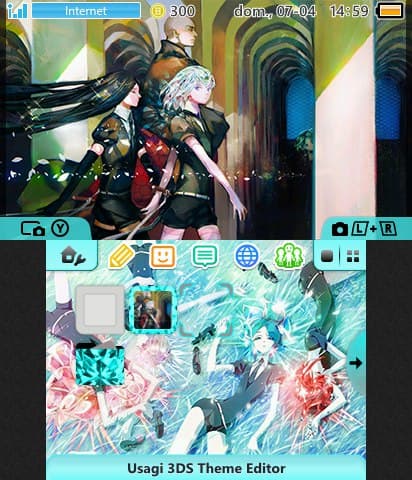 Internet
300
dom., 07-04
14:59
Y
L+R
Usagi 3DS Theme Editor